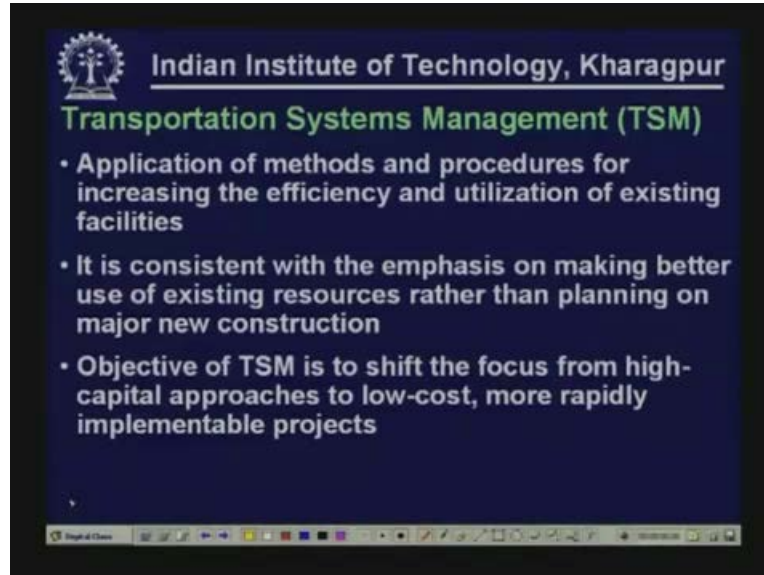 Indian Institute of Technology, Kharagpur
Transportation Systems Management (TSM)
• Application of methods and procedures for
increasing the efficiency and utilization of existing
facilities
• It is consistent with the emphasis on making better
use of existing resources rather than planning on
major new construction
• Objective of TSM is to shift the focus from high-
capital approaches to low-cost, more rapidly
implementable projects